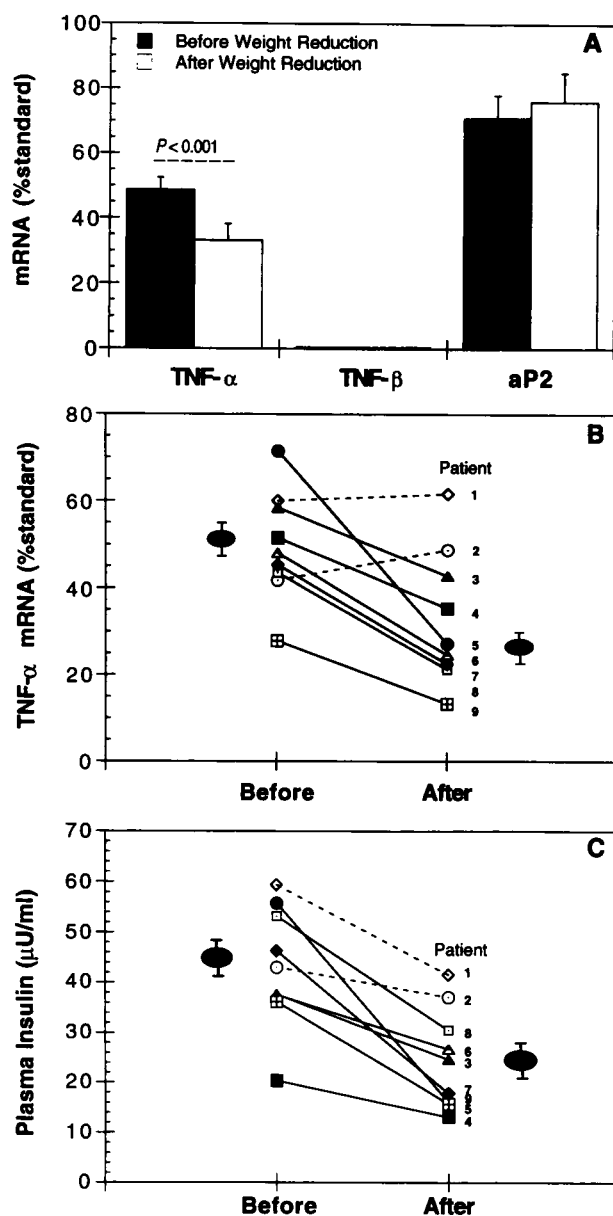 A
Before Weight Reduction
After Weight Reduction
P < 0.001
mRNA (%standard)
100
80
60
40
20
0
TNF-α TNF-β aP2
B
Patient
TNF-α mRNA (%standard)
80
60
40
20
0
1
2
3
4
5
6
7
8
9
Before After
C
Patient
Plasma Insulin (μU/ml)
70
60
50
40
30
20
10
0
1
2
8
6
3
7
9
5
4
Before After